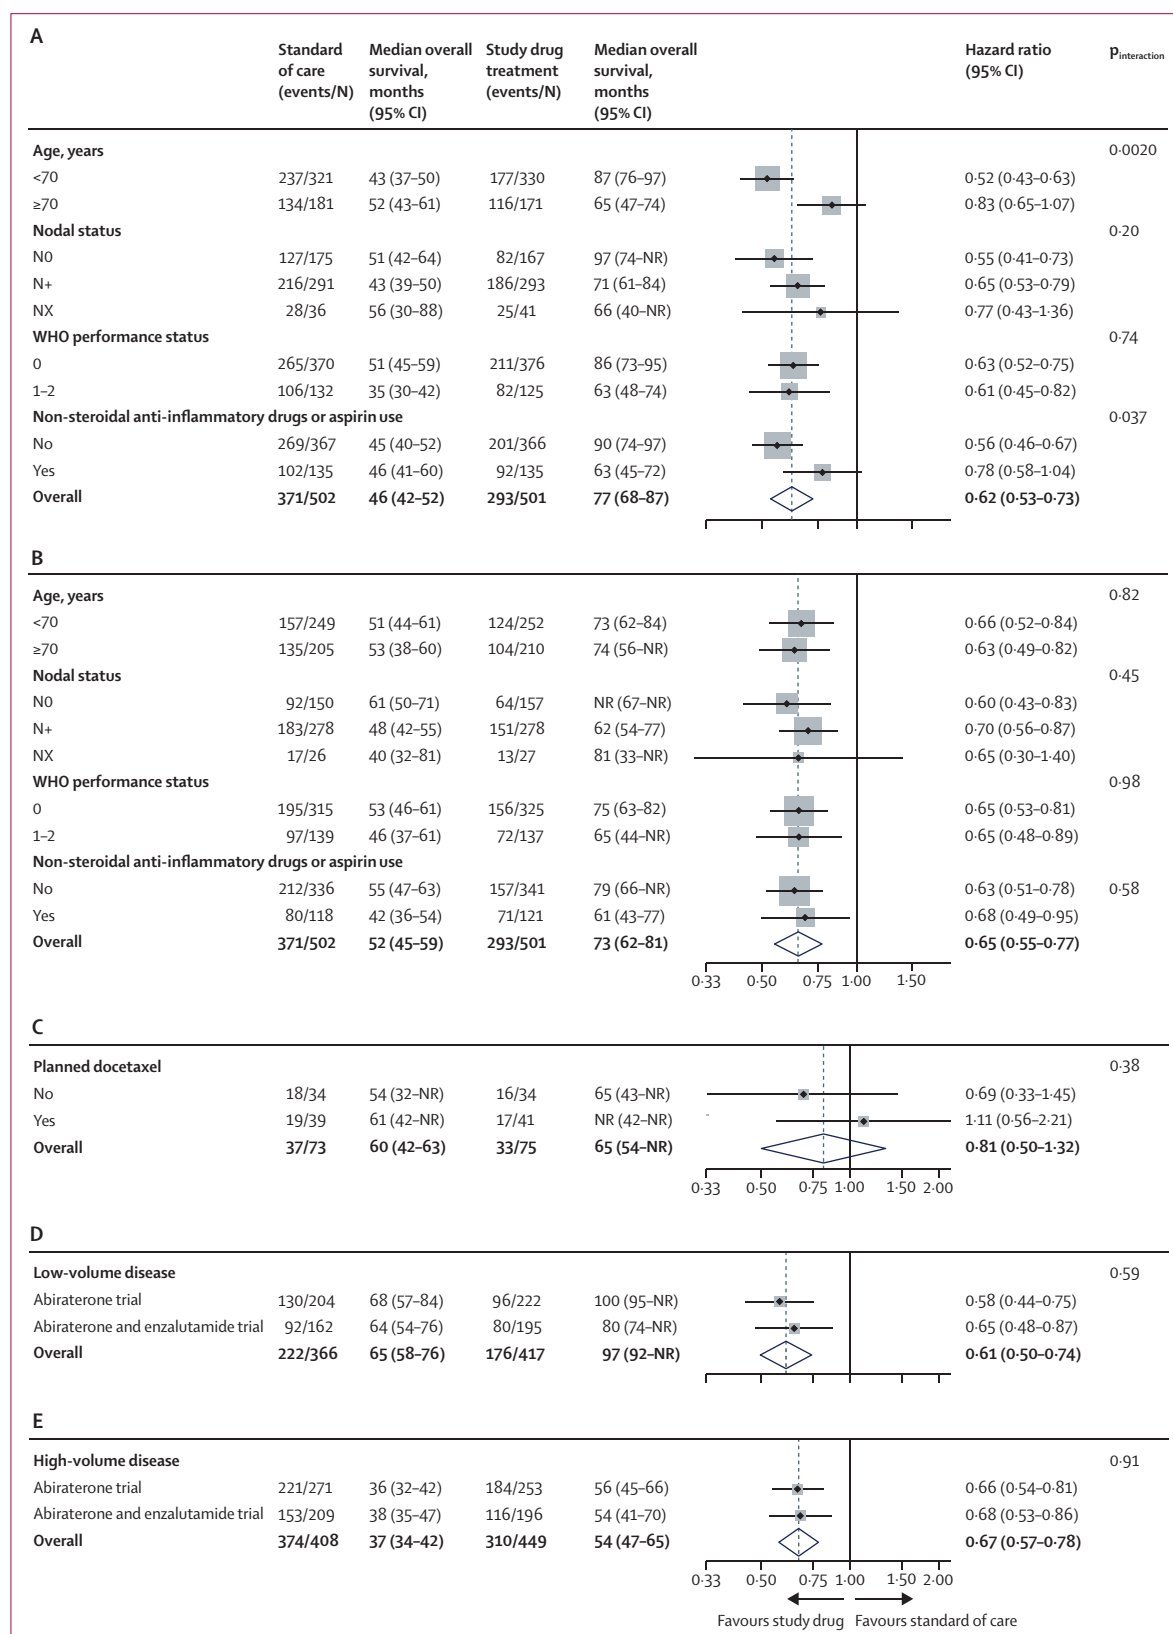 A
Standard of care (events/N) Median overall survival, months (95% CI) Study drug treatment (events/N) Median overall survival, months (95% CI) Hazard ratio (95% CI) pinteraction
Age, years 0·0020
<70 237/321 43 (37–50) 177/330 87 (76–97) 0·52 (0·43–0·63)
≥70 134/181 52 (43–61) 116/171 65 (47–74) 0·83 (0·65–1·07)
Nodal status 0·20
N0 127/175 51 (42–64) 82/167 97 (74–NR) 0·55 (0·41–0·73)
N+ 216/291 43 (39–50) 186/293 71 (61–84) 0·65 (0·53–0·79)
NX 28/36 56 (30–88) 25/41 66 (40–NR) 0·77 (0·43–1·36)
WHO performance status 0·74
0 265/370 51 (45–59) 211/376 86 (73–95) 0·63 (0·52–0·75)
1–2 106/132 35 (30–42) 82/125 63 (48–74) 0·61 (0·45–0·82)
Non-steroidal anti-inflammatory drugs or aspirin use 0·037
No 269/367 45 (40–52) 201/366 90 (74–97) 0·56 (0·46–0·67)
Yes 102/135 46 (41–60) 92/135 63 (45–72) 0·78 (0·58–1·04)
Overall 371/502 46 (42–52) 293/501 77 (68–87) 0·62 (0·53–0·73)
B
Age, years 0·82
<70 157/249 51 (44–61) 124/252 73 (62–84) 0·66 (0·52–0·84)
≥70 135/205 53 (38–60) 104/210 74 (56–NR) 0·63 (0·49–0·82)
Nodal status 0·45
N0 92/150 61 (50–71) 64/157 NR (67–NR) 0·60 (0·43–0·83)
N+ 183/278 48 (42–55) 151/278 62 (54–77) 0·70 (0·56–0·87)
NX 17/26 40 (32–81) 13/27 81 (33–NR) 0·65 (0·30–1·40)
WHO performance status 0·98
0 195/315 53 (46–61) 156/325 75 (63–82) 0·65 (0·53–0·81)
1–2 97/139 46 (37–61) 72/137 65 (44–NR) 0·65 (0·48–0·89)
Non-steroidal anti-inflammatory drugs or aspirin use
No 212/336 55 (47–63) 157/341 79 (66–NR) 0·63 (0·51–0·78) 0·58
Yes 80/118 42 (36–54) 71/121 61 (43–77) 0·68 (0·49–0·95)
Overall 371/502 52 (45–59) 293/501 73 (62–81) 0·65 (0·55–0·77)
0·33 0·50 0·75 1·00 1·50
C
Planned docetaxel 0·38
No 18/34 54 (32–NR) 16/34 65 (43–NR) 0·69 (0·33–1·45)
Yes 19/39 61 (42–NR) 17/41 NR (42–NR) 1·11 (0·56–2·21)
Overall 37/73 60 (42–63) 33/75 65 (54–NR) 0·81 (0·50–1·32)
0·33 0·50 0·75 1·00 1·50 2·00
D
Low-volume disease 0·59
Abiraterone trial 130/204 68 (57–84) 96/222 100 (95–NR) 0·58 (0·44–0·75)
Abiraterone and enzalutamide trial 92/162 64 (54–76) 80/195 80 (74–NR) 0·65 (0·48–0·87)
Overall 222/366 65 (58–76) 176/417 97 (92–NR) 0·61 (0·50–0·74)
E
High-volume disease 0·91
Abiraterone trial 221/271 36 (32–42) 184/253 56 (45–66) 0·66 (0·54–0·81)
Abiraterone and enzalutamide trial 153/209 38 (35–47) 116/196 54 (41–70) 0·68 (0·53–0·86)
Overall 374/408 37 (34–42) 310/449 54 (47–65) 0·67 (0·57–0·78)
0·33 0·50 0·75 1·00 1·50 2·00
Favours study drug Favours standard of care